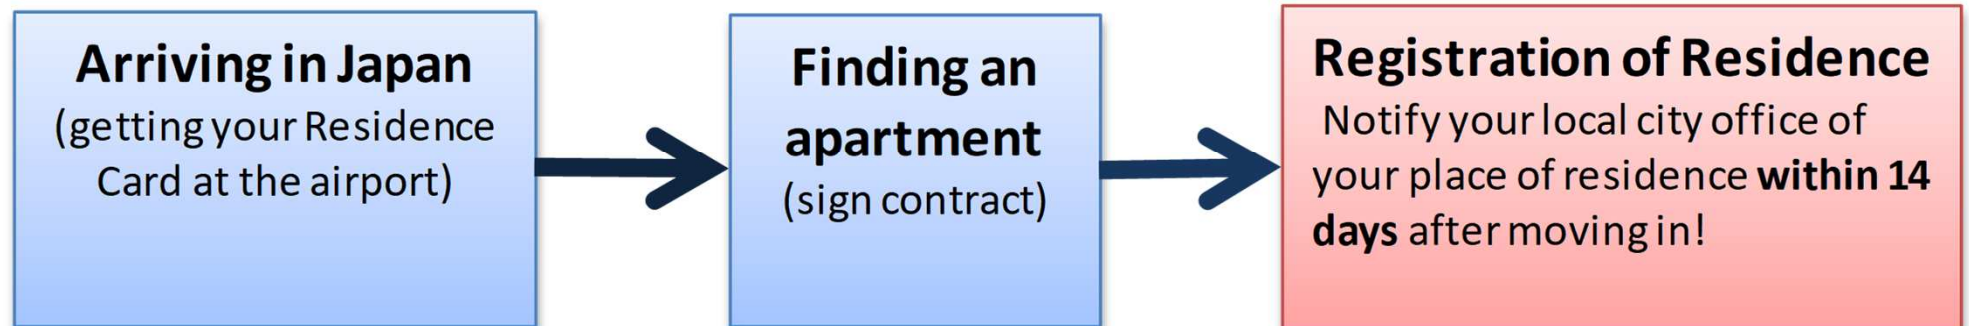 Arriving in Japan
(getting your Residence
Card at the airport)
Finding an
apartment
(sign contract)
Registration of Residence
Notify your local city office of
your place of residence within 14
days after moving in!